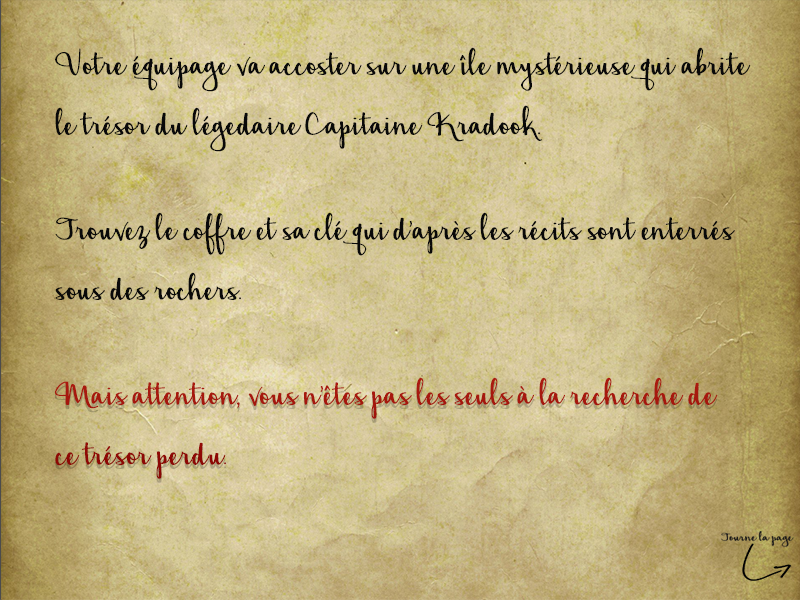 Votre équipage va accoster sur une île mystérieuse qui abrite
le trésor du légedaire Capitaine Kradook.
Trouvez le coffre et sa clé qui d'après les récits sont enterrés
sous des rochers.
Mais attention, vous n'êtes pas les seuls à la recherche de
ce trésor perdu.
Tourne la page